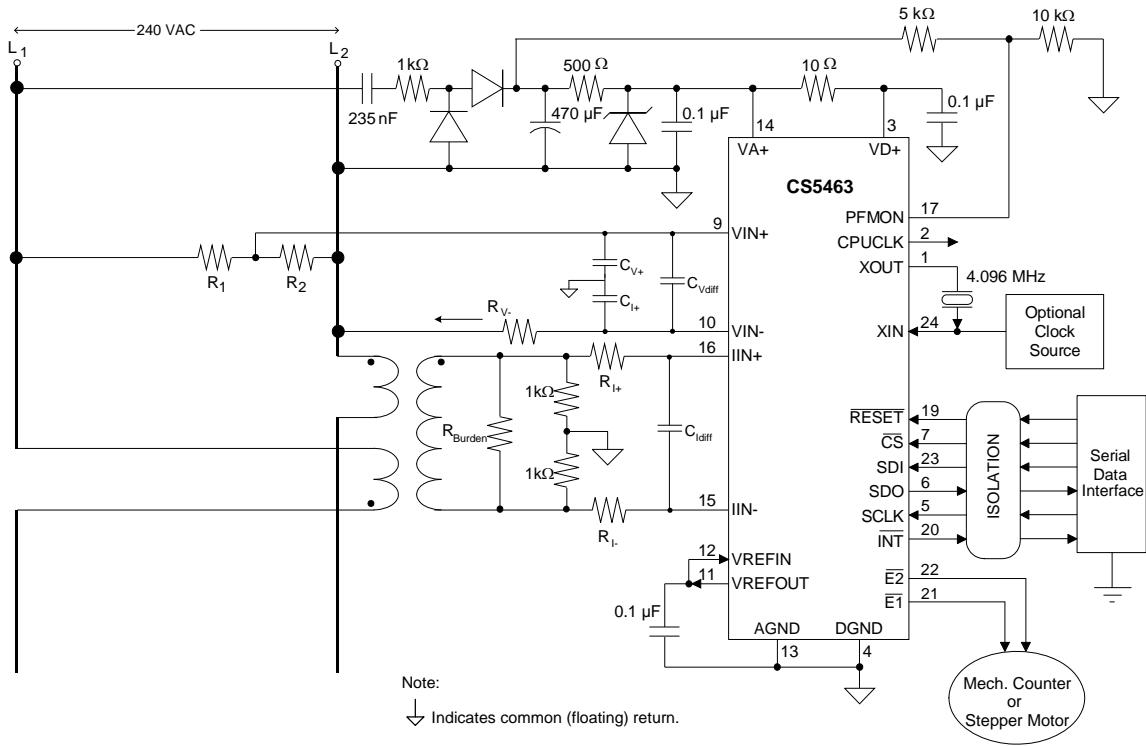 240 VAC
L1
L2
5 kΩ
10 kΩ
1kΩ
500 Ω
10 Ω
235 nF
470 µF
0.1 µF
0.1 µF
14
3
VA+
VD+
CS5463
PFMON
17
CPUCLK
2
XOUT
1
4.096 MHz
XIN
24
Optional
Clock
Source
9
VIN+
R1
R2
CV+
CI+
CVdiff
RV-
10
VIN-
16
IIN+
RI+
1kΩ
RBurden
CIdiff
1kΩ
15
IIN-
RI-
RESET
19
CS
7
SDI
23
SDO
6
SCLK
5
INT
20
ISOLATION
Serial
Data
Interface
12
VREFIN
11
VREFOUT
0.1 µF
E2
22
E1
21
AGND
DGND
13
4
Mech. Counter
or
Stepper Motor
Note:
Indicates common (floating) return.